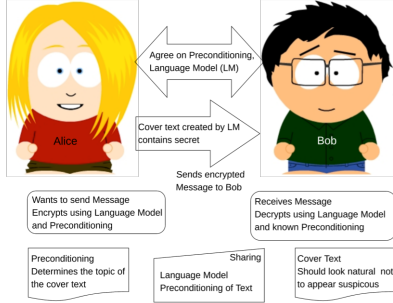 Agree on Preconditioning,
Language Model (LM)
Alice
Bob
Cover text created by LM
contains secret
Sends encrypted
Message to Bob
Wants to send Message
Encrypts using Language Model
and Preconditioning
Receives Message
Decrypts using Language Model
and known Preconditioning
Preconditioning
Determines the topic of
the cover text
Sharing
Language Model
Preconditioning of Text
Cover Text
Should look natural not
to appear suspicous